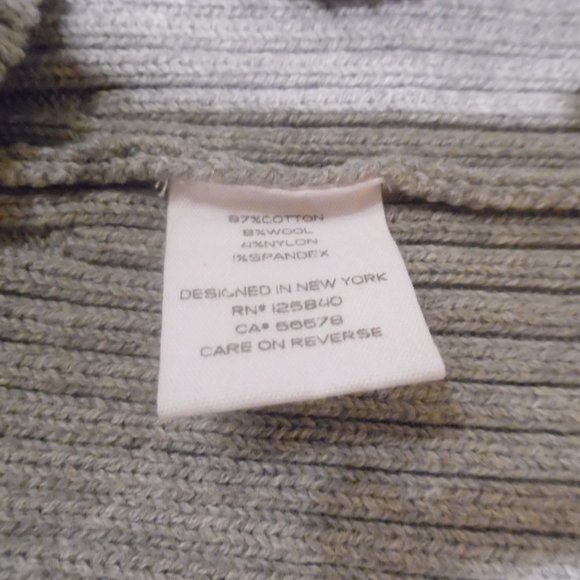 87%COTTON
8%WOOL
4%NYLON
1%SPANDEX
DESIGNED IN NEW YORK
RN# 125840
CA# 56578
CARE ON REVERSE